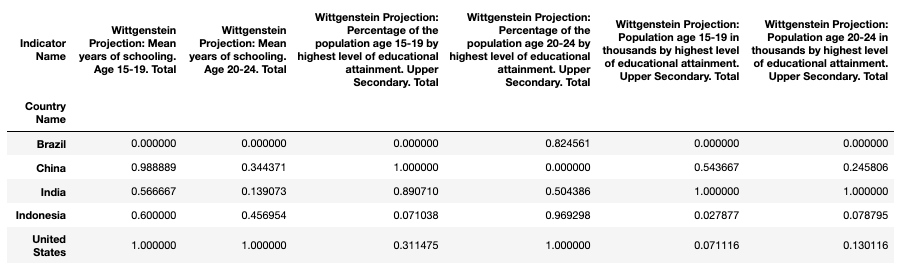 Indicator Name Wittgenstein Projection: Mean years of schooling. Age 15-19. Total Wittgenstein Projection: Mean years of schooling. Age 20-24. Total Wittgenstein Projection: Percentage of the population age 15-19 by highest level of educational attainment. Upper Secondary. Total Wittgenstein Projection: Percentage of the population age 20-24 by highest level of educational attainment. Upper Secondary. Total Wittgenstein Projection: Population age 15-19 in thousands by highest level of educational attainment. Upper Secondary. Total Wittgenstein Projection: Population age 20-24 in thousands by highest level of educational attainment. Upper Secondary. Total
Country Name
Brazil 0.000000 0.000000 0.000000 0.824561 0.000000 0.000000
China 0.988889 0.344371 1.000000 0.000000 0.543667 0.245806
India 0.566667 0.139073 0.890710 0.504386 1.000000 1.000000
Indonesia 0.600000 0.456954 0.071038 0.969298 0.027877 0.078795
United States 1.000000 1.000000 0.311475 1.000000 0.071116 0.130116